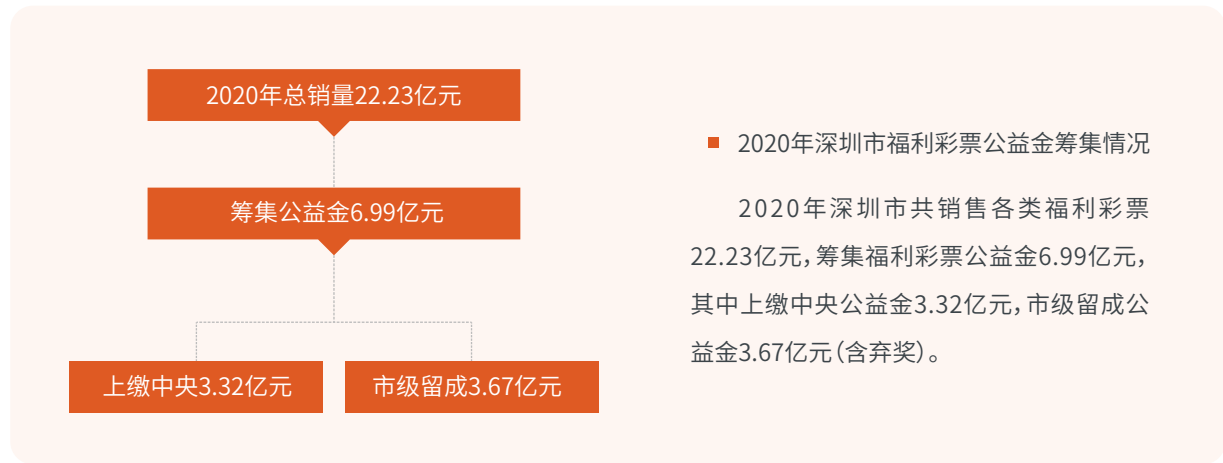 2020年总销量22.23亿元
筹集公益金6.99亿元
上缴中央3.32亿元
市级留成3.67亿元
2020年深圳市福利彩票公益金筹集情况
2020年深圳市共销售各类福利彩票
22.23亿元，筹集福利彩票公益金6.99亿元，
其中上缴中央公益金3.32亿元，市级留成公
益金3.67亿元（含弃奖）。